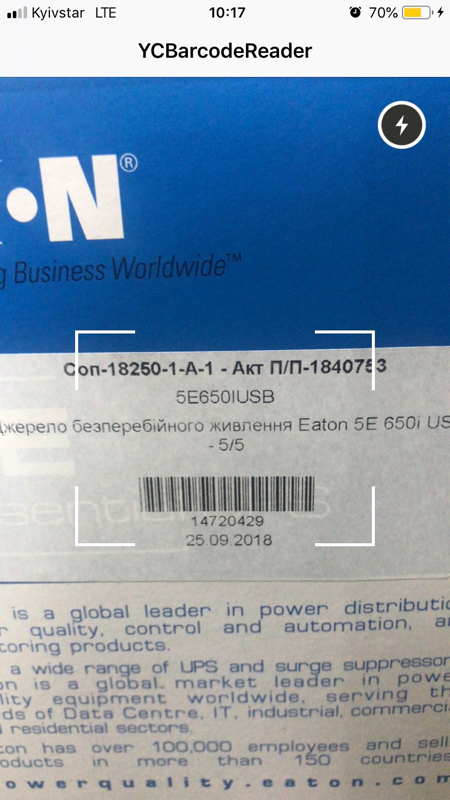 Kyivstar LTE 10:17 70%
YCBarcodeReader
N®
g Business Worldwide™
Соп-18250-1-А-1 - Акт П/П-1840753
5E650IUSB
Джерело безперебійного живлення Eaton 5E 650i US
- 5/5
14720429
25.09.2018
is a global leader in power distributio
r quality, control and automation, a
toring products.
a wide range of UPS and surge suppressor
on is a global market leader in powe
lity equipment worldwide, serving th
ds of Data Centre, IT, industrial, commercia
residential sectors.
ton has over 100,000 employees and sell
oducts in more than 150 countries
owerquality.eaton.com